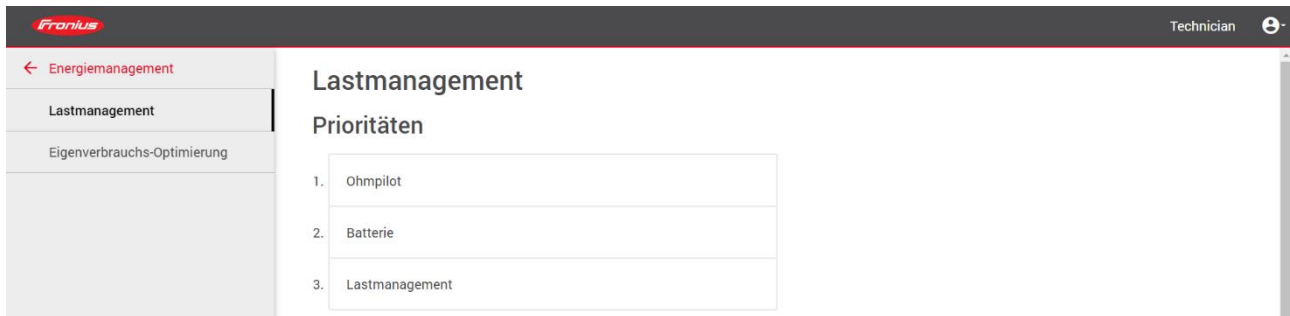 Fronius
Technician
Energiemanagement
Lastmanagement
Eigenverbrauchs-Optimierung
Lastmanagement
Prioritäten
1. Ohmpilot
2. Batterie
3. Lastmanagement